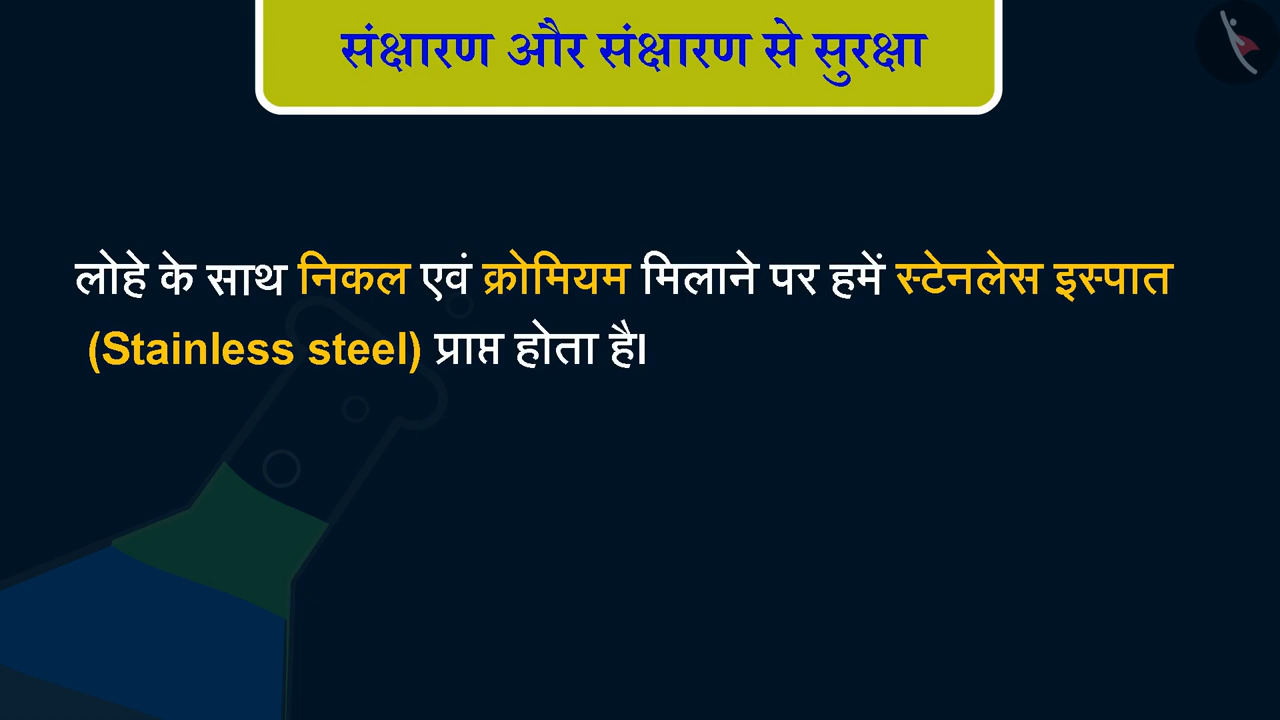 संक्षारण और संक्षारण से सुरक्षा
लोहे के साथ निकल एवं क्रोमियम मिलाने पर हमें स्टेनलेस इस्पात
(Stainless steel) प्राप्त होता है।